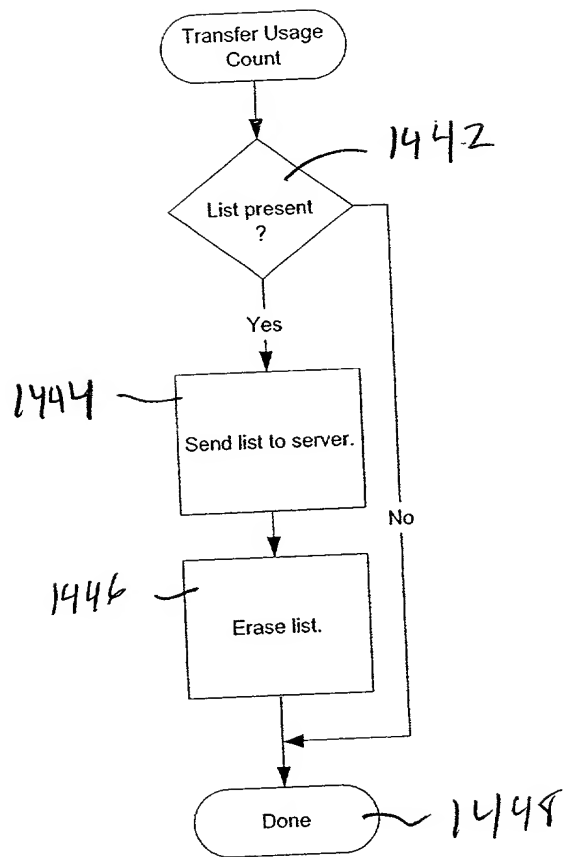 Transfer Usage
Count
1442
List present
?
Yes
1444
Send list to server.
No
1446
Erase list.
Done
1448